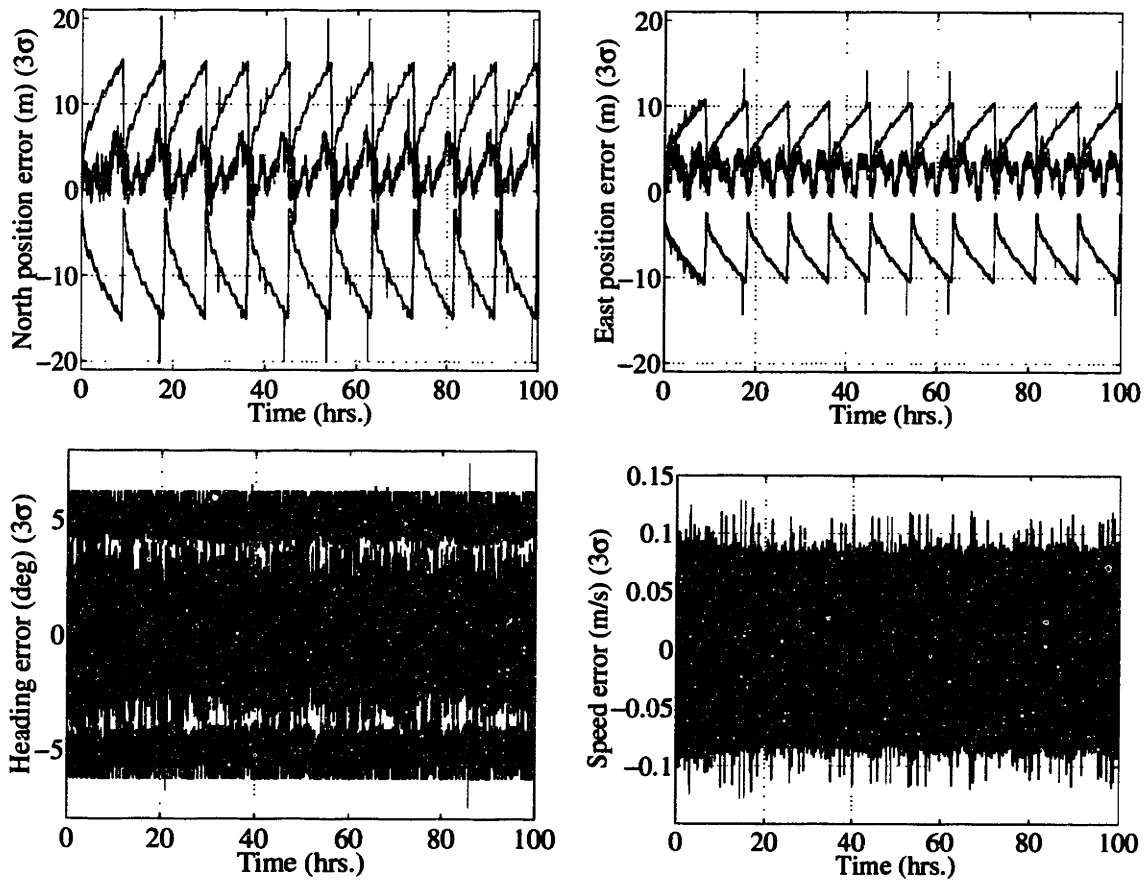 North position error (m) (3σ)
20
10
0
−10
−20
0 20 40 60 80 100
Time (hrs.)
East position error (m) (3σ)
20
10
0
−10
−20
0 20 40 60 80 100
Time (hrs.)
Heading error (deg) (3σ)
5
0
−5
0 20 40 60 80 100
Time (hrs.)
Speed error (m/s) (3σ)
0.15
0.1
0.05
0
−0.05
−0.1
0 20 40 60 80 100
Time (hrs.)